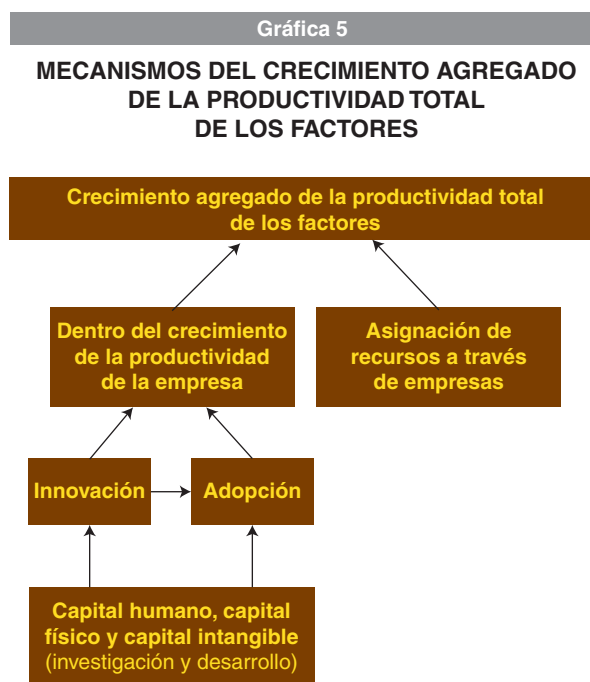 Gráfica 5
MECANISMOS DEL CRECIMIENTO AGREGADO
DE LA PRODUCTIVIDAD TOTAL
DE LOS FACTORES
Crecimiento agregado de la productividad total
de los factores
Dentro del crecimiento
de la productividad
de la empresa
Asignación de
recursos a través
de empresas
Innovación
Adopción
Capital humano, capital
físico y capital intangible
(investigación y desarrollo)